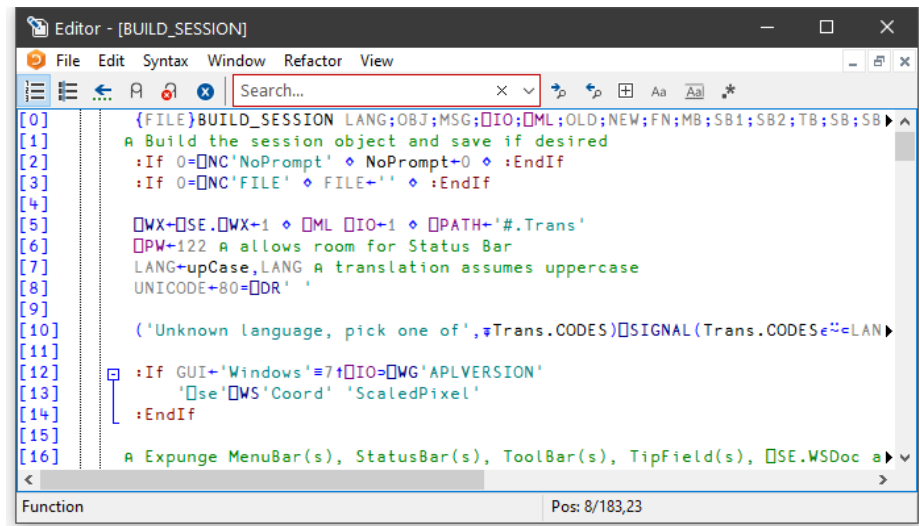 Editor - [BUILD_SESSION]
File Edit Syntax Window Refactor View
Search... Aa Aa .*
[0] {FILE}BUILD_SESSION LANG;OBJ;MSG;⎕IO;⎕ML;OLD;NEW;FN;MB;SB1;SB2;TB;SB;SB
[1] ⍝ Build the session object and save if desired
[2] :If 0=⎕NC'NoPrompt' ⋄ NoPrompt←0 ⋄ :EndIf
[3] :If 0=⎕NC'FILE' ⋄ FILE←'' ⋄ :EndIf
[4]
[5] ⎕WX←⎕SE.⎕WX←1 ⋄ ⎕ML ⎕IO←1 ⋄ ⎕PATH←'#.Trans'
[6] ⎕PW←122 ⍝ allows room for Status Bar
[7] LANG←upCase,LANG ⍝ translation assumes uppercase
[8] UNICODE←80=⎕DR' '
[9]
[10] ('Unknown language, pick one of',⍕Trans.CODES)⎕SIGNAL(Trans.CODES∊⍨⊂LAN
[11]
[12] :If GUI←'Windows'≡7↑⎕IO⊃⎕WG'APLVERSION'
[13] '⎕se'⎕WS'Coord' 'ScaledPixel'
[14] :EndIf
[15]
[16] ⍝ Expunge MenuBar(s), StatusBar(s), ToolBar(s), TipField(s), ⎕SE.WSDoc a
Function Pos: 8/183,23